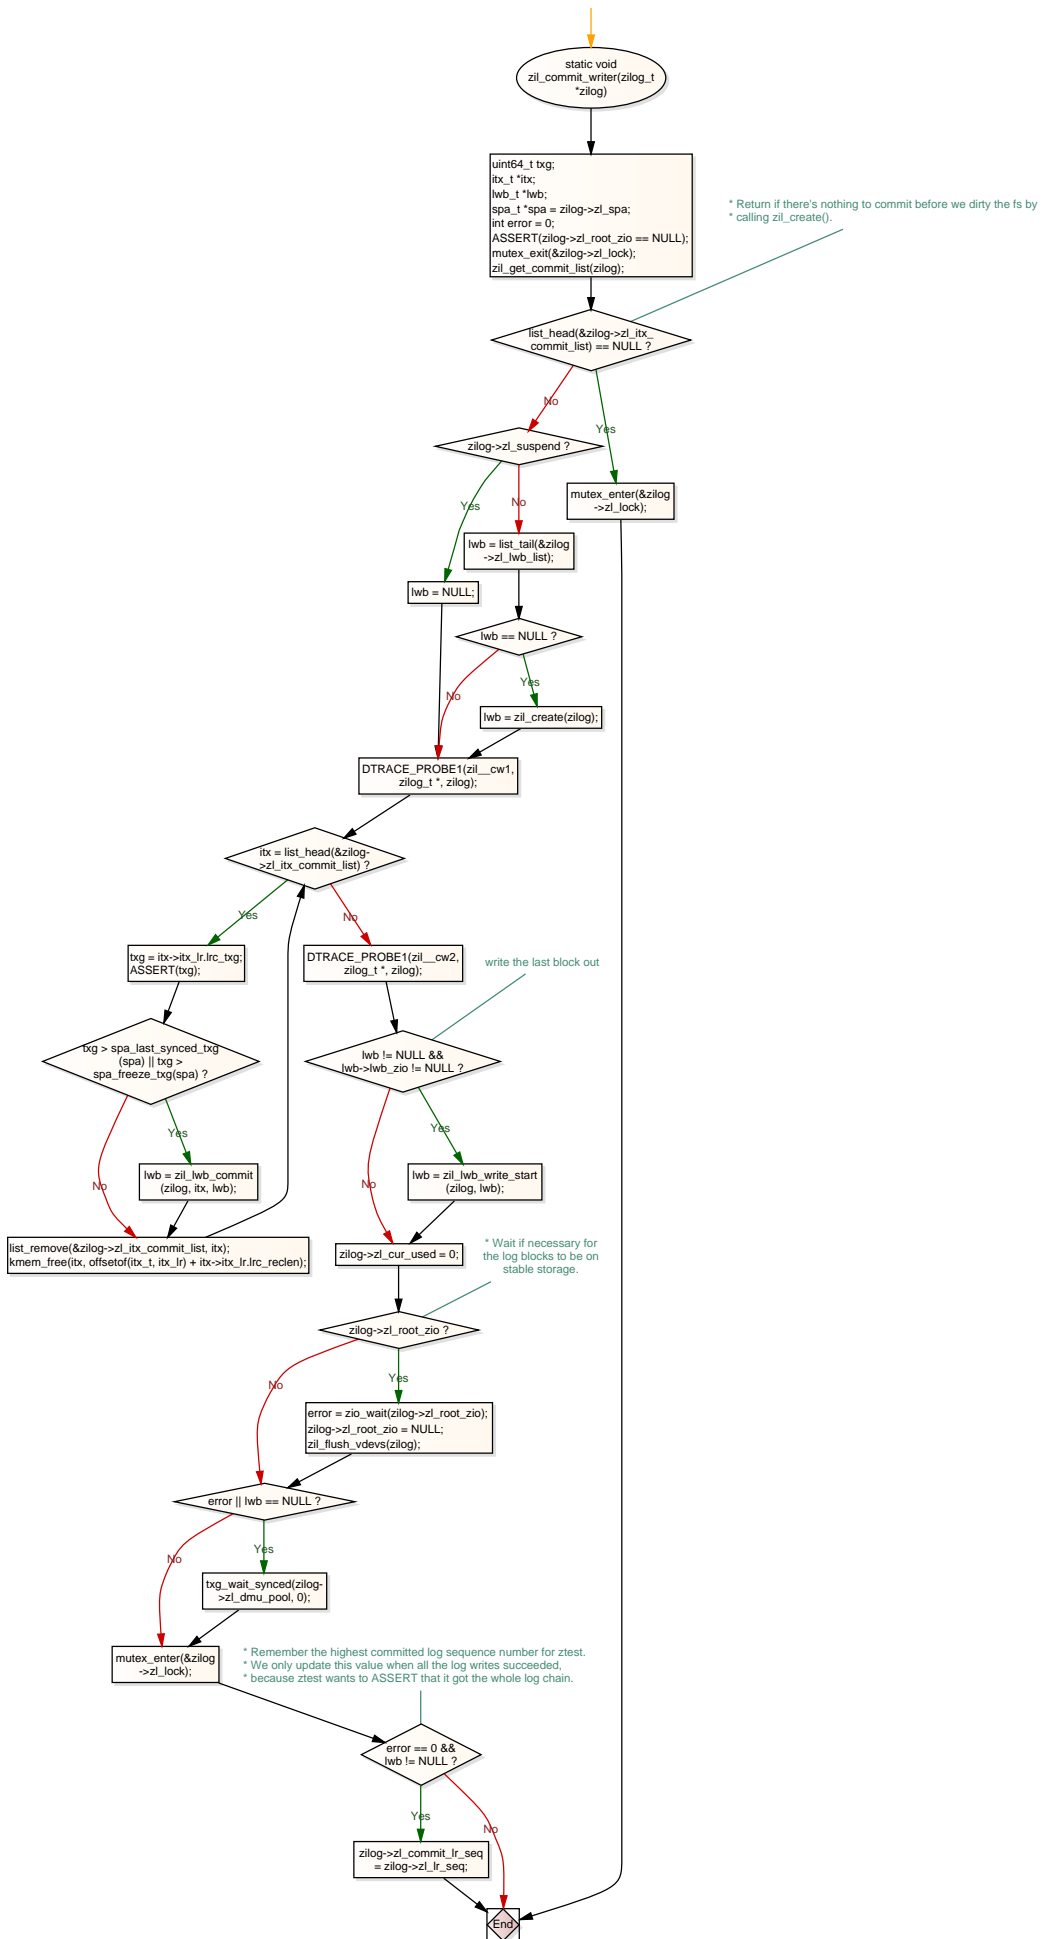 static void
zil_commit_writer(zilog_t
*zilog)
uint64_t txg;
itx_t *itx;
lwb_t *lwb;
spa_t *spa = zilog->zl_spa;
int error = 0;
ASSERT(zilog->zl_root_zio == NULL);
mutex_exit(&zilog->zl_lock);
zil_get_commit_list(zilog);
* Return if there's nothing to commit before we dirty the fs by
* calling zil_create().
list_head(&zilog->zl_itx_
commit_list) == NULL ?
No
Yes
zilog->zl_suspend ?
mutex_enter(&zilog
->zl_lock);
Yes
No
lwb = list_tail(&zilog
->zl_lwb_list);
lwb = NULL;
lwb == NULL ?
No
Yes
lwb = zil_create(zilog);
DTRACE_PROBE1(zil__cw1,
zilog_t *, zilog);
itx = list_head(&zilog-
>zl_itx_commit_list) ?
Yes
No
txg = itx->itx_lr.lrc_txg;
ASSERT(txg);
DTRACE_PROBE1(zil__cw2,
zilog_t *, zilog);
write the last block out
txg > spa_last_synced_txg
(spa) || txg >
spa_freeze_txg(spa) ?
lwb != NULL &&
lwb->lwb_zio != NULL ?
Yes
Yes
No
No
lwb = zil_lwb_commit
(zilog, itx, lwb);
lwb = zil_lwb_write_start
(zilog, lwb);
list_remove(&zilog->zl_itx_commit_list, itx);
kmem_free(itx, offsetof(itx_t, itx_lr) + itx->itx_lr.lrc_reclen);
zilog->zl_cur_used = 0;
* Wait if necessary for
the log blocks to be on
stable storage.
zilog->zl_root_zio ?
No
Yes
error = zio_wait(zilog->zl_root_zio);
zilog->zl_root_zio = NULL;
zil_flush_vdevs(zilog);
error || lwb == NULL ?
No
Yes
txg_wait_synced(zilog-
>zl_dmu_pool, 0);
mutex_enter(&zilog
->zl_lock);
* Remember the highest committed log sequence number for ztest.
* We only update this value when all the log writes succeeded,
* because ztest wants to ASSERT that it got the whole log chain.
error == 0 &&
lwb != NULL ?
Yes
No
zilog->zl_commit_lr_seq
= zilog->zl_lr_seq;
End